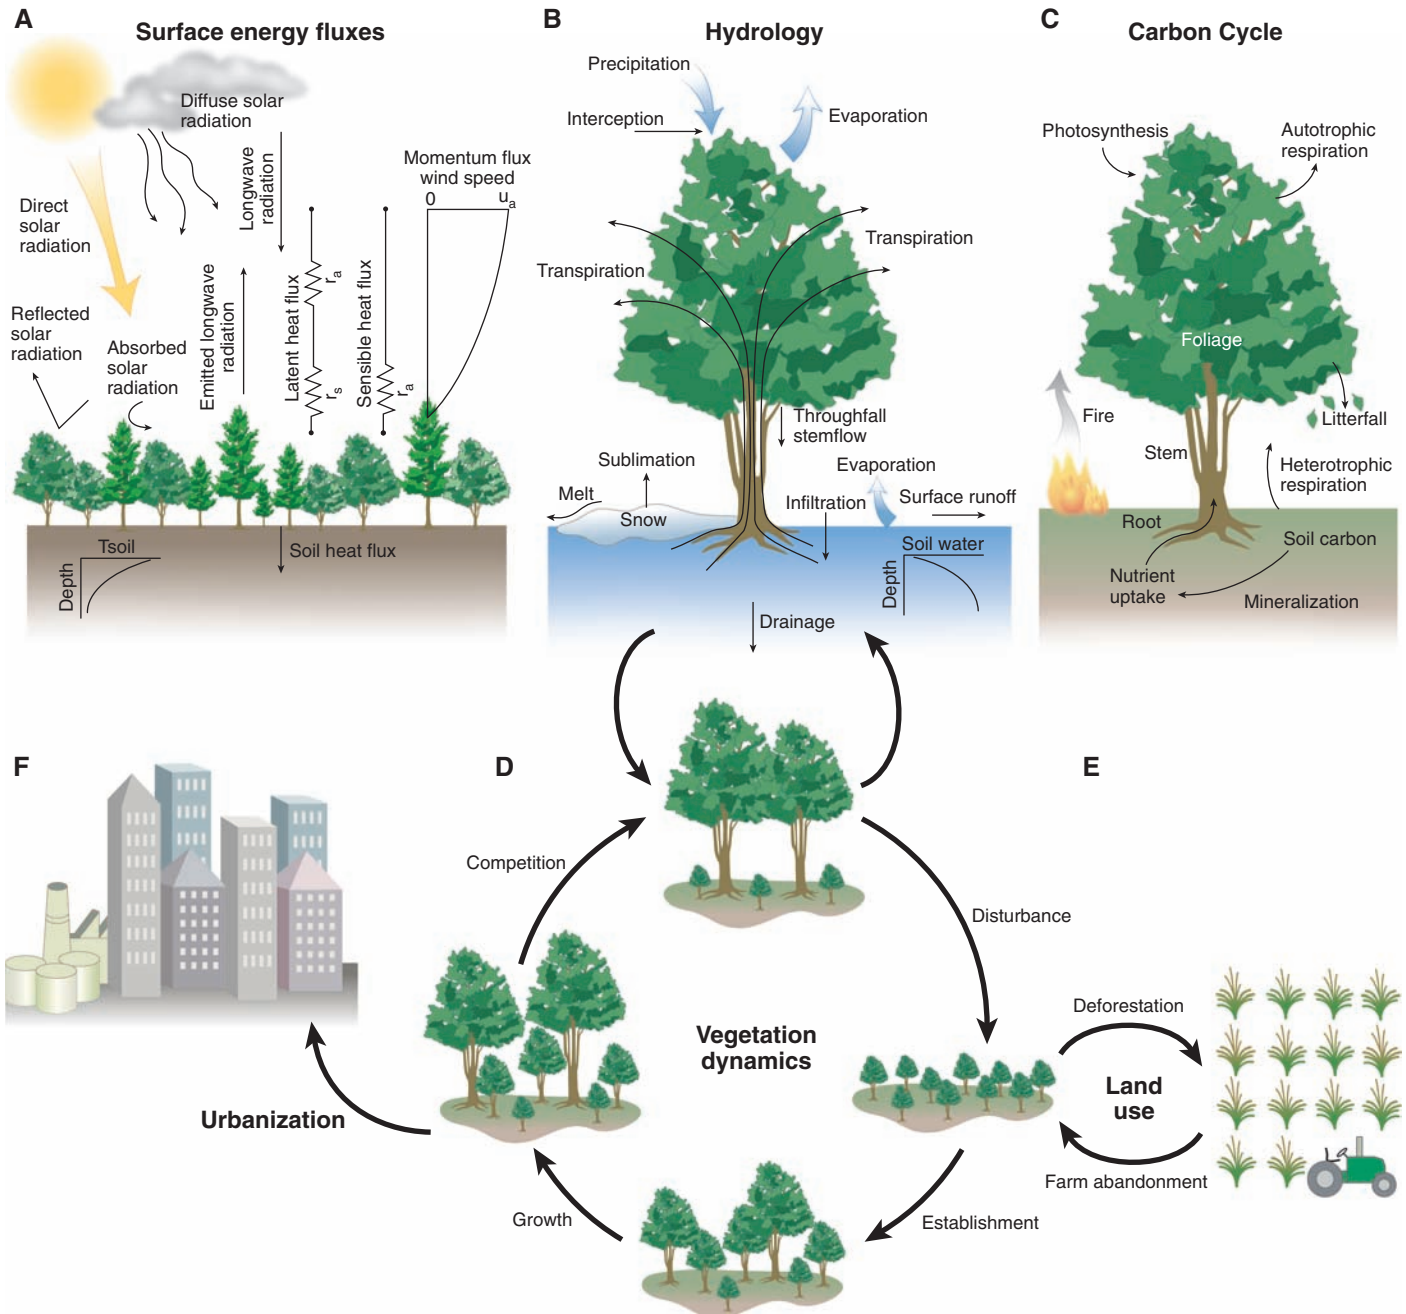 A
Surface energy fluxes
Diffuse solar
radiation
Direct
solar
radiation
Reflected
solar
radiation
Absorbed
solar
radiation
Longwave
radiation
Emitted longwave
radiation
Latent heat flux
r_a
r_s
Sensible heat flux
r_a
Momentum flux
wind speed
0
u_a
Tsoil
Depth
Soil heat flux
B
Hydrology
Precipitation
Interception
Evaporation
Transpiration
Transpiration
Throughfall
stemflow
Sublimation
Evaporation
Melt
Snow
Infiltration
Surface runoff
Soil water
Depth
Drainage
C
Carbon Cycle
Photosynthesis
Autotrophic
respiration
Foliage
Fire
Litterfall
Stem
Heterotrophic
respiration
Root
Soil carbon
Nutrient
uptake
Mineralization
F
Urbanization
D
Competition
Disturbance
Vegetation
dynamics
Growth
Establishment
E
Deforestation
Land
use
Farm abandonment